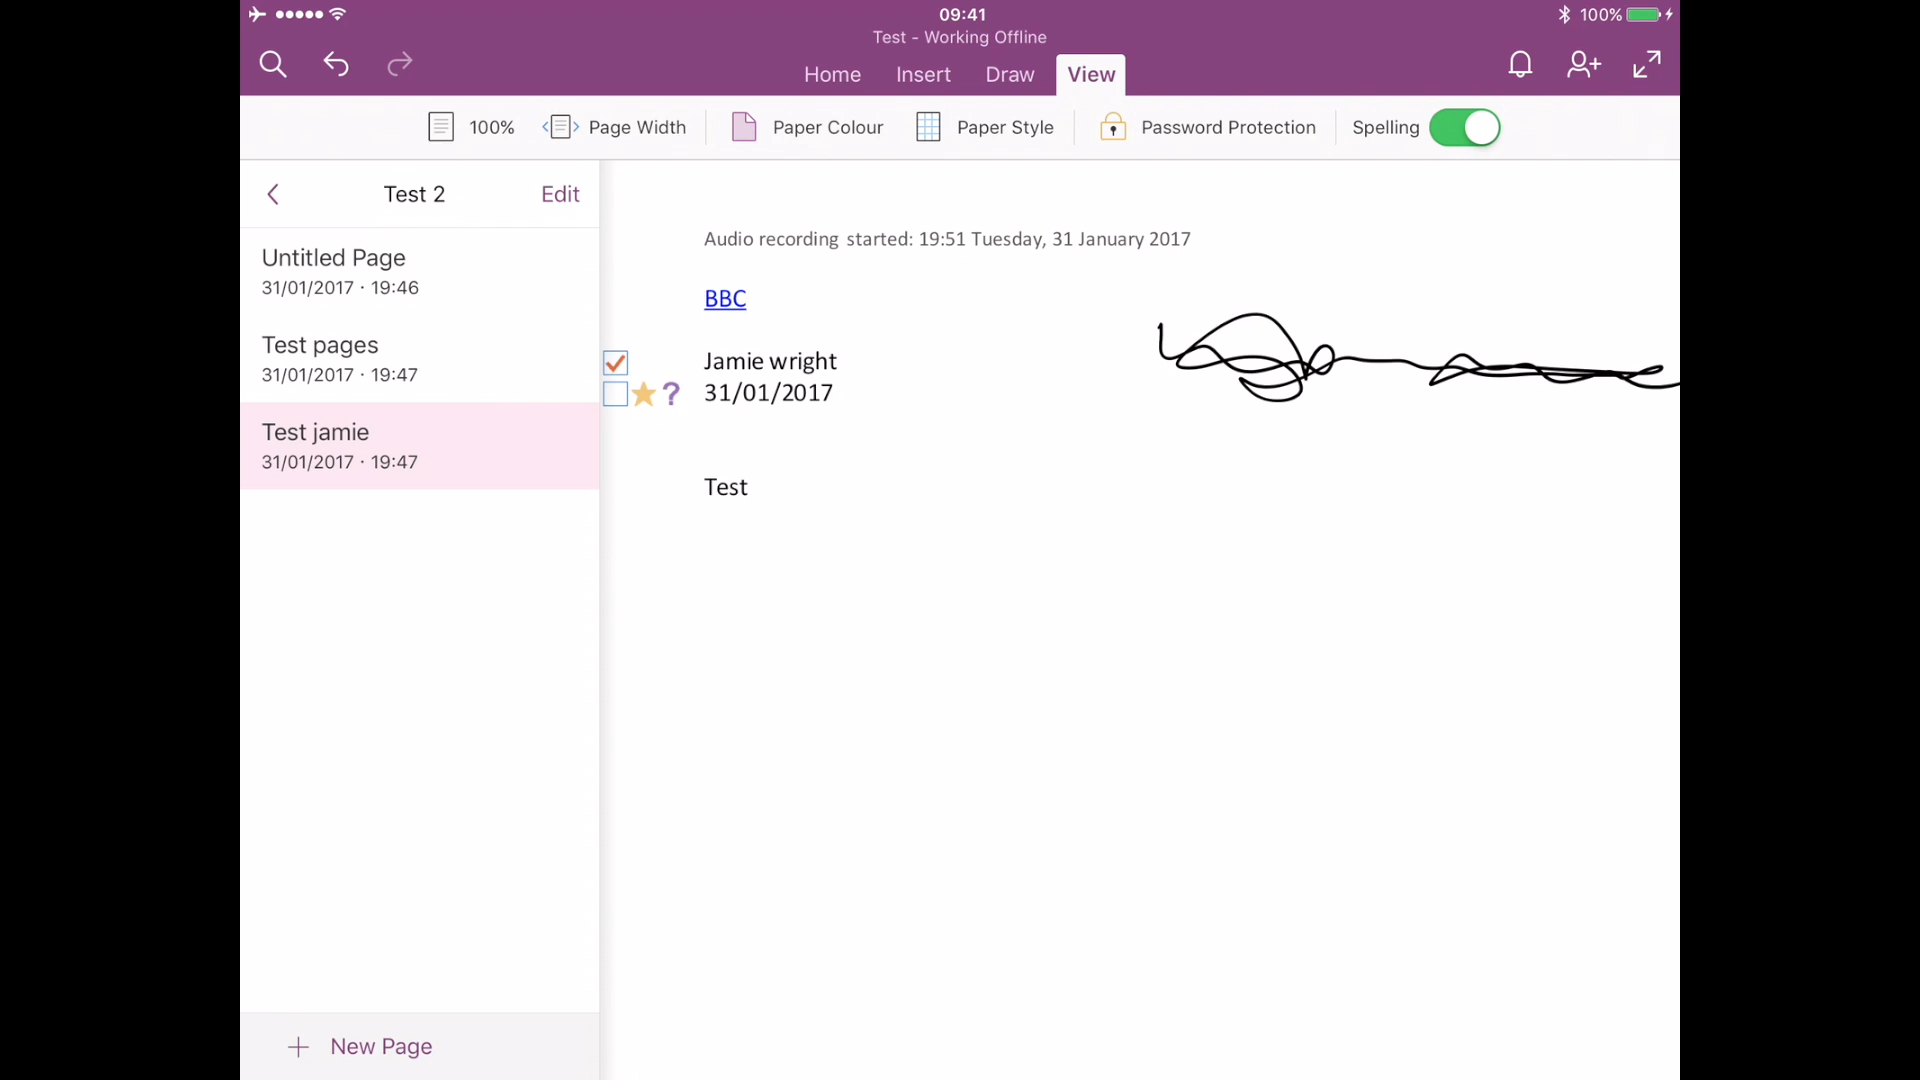 09:41
100%
Test - Working Offline
Home Insert Draw View
100% Page Width Paper Colour Paper Style Password Protection Spelling
Test 2 Edit
Untitled Page
31/01/2017 · 19:46
Test pages
31/01/2017 · 19:47
Test jamie
31/01/2017 · 19:47
New Page
Audio recording started: 19:51 Tuesday, 31 January 2017
BBC
Jamie wright
? 31/01/2017
Test